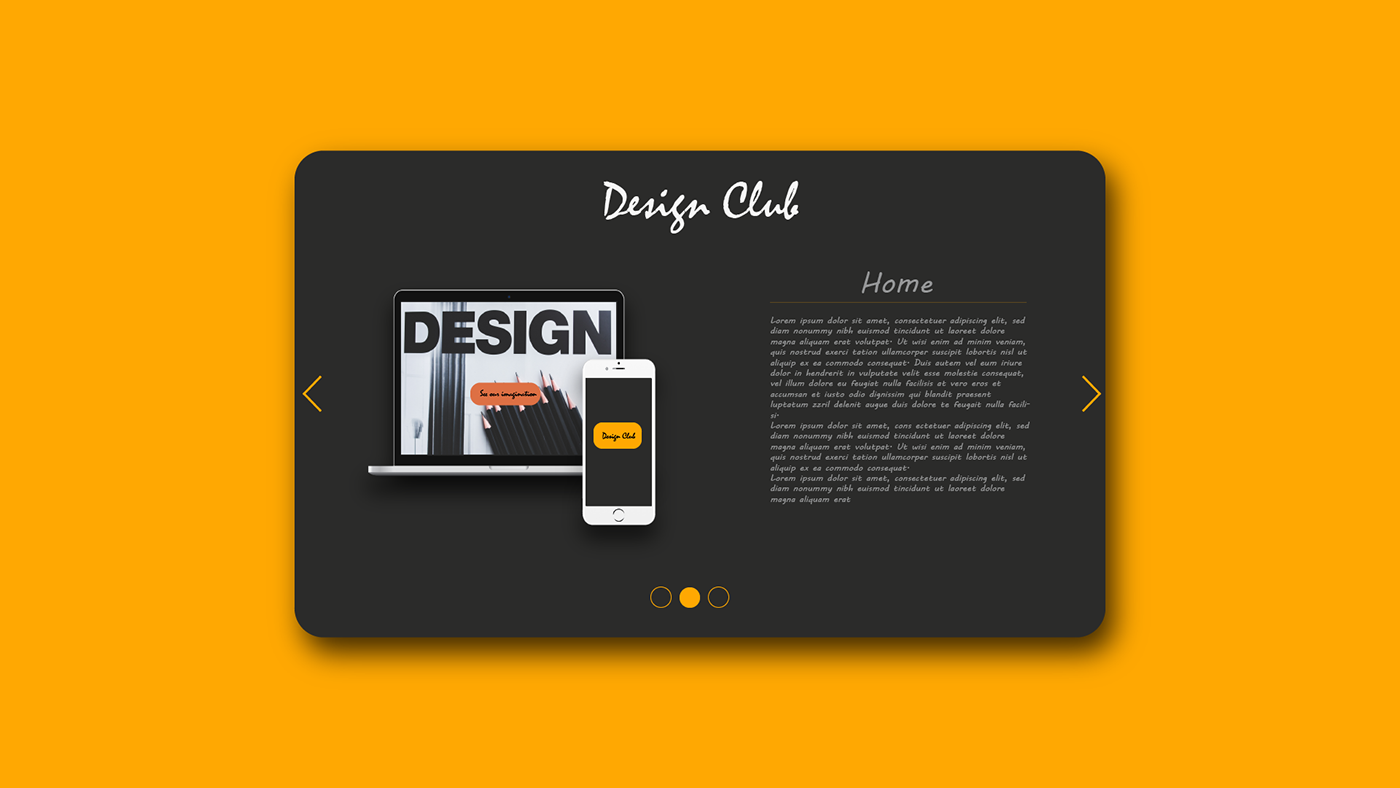 Design Club
DESIGN
See our imagination
Design Club
Home
Lorem ipsum dolor sit amet, consectetuer adipiscing elit, sed
diam nonummy nibh euismod tincidunt ut laoreet dolore
magna aliquam erat volutpat. Ut wisi enim ad minim veniam,
quis nostrud exerci tation ullamcorper suscipit lobortis nisl ut
aliquip ex ea commodo consequat. Duis autem vel eum iriure
dolor in hendrerit in vulputate velit esse molestie consequat,
vel illum dolore eu feugiat nulla facilisis at vero eros et
accumsan et iusto odio dignissim qui blandit praesent
luptatum zzril delenit augue duis dolore te feugait nulla facili-
si.
Lorem ipsum dolor sit amet, cons ectetuer adipiscing elit, sed
diam nonummy nibh euismod tincidunt ut laoreet dolore
magna aliquam erat volutpat. Ut wisi enim ad minim veniam,
quis nostrud exerci tation ullamcorper suscipit lobortis nisl ut
aliquip ex ea commodo consequat.
Lorem ipsum dolor sit amet, consectetuer adipiscing elit, sed
diam nonummy nibh euismod tincidunt ut laoreet dolore
magna aliquam erat